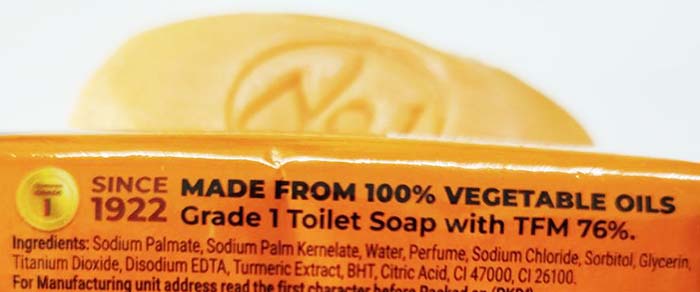 No1
1
SINCE
1922
MADE FROM 100% VEGETABLE OILS
Grade 1 Toilet Soap with TFM 76%.
Ingredients: Sodium Palmate, Sodium Palm Kernelate, Water, Perfume, Sodium Chloride, Sorbitol, Glycerin,
Titanium Dioxide, Disodium EDTA, Turmeric Extract, BHT, Citric Acid, CI 47000, CI 26100.
For Manufacturing unit address read the first character before Packed on